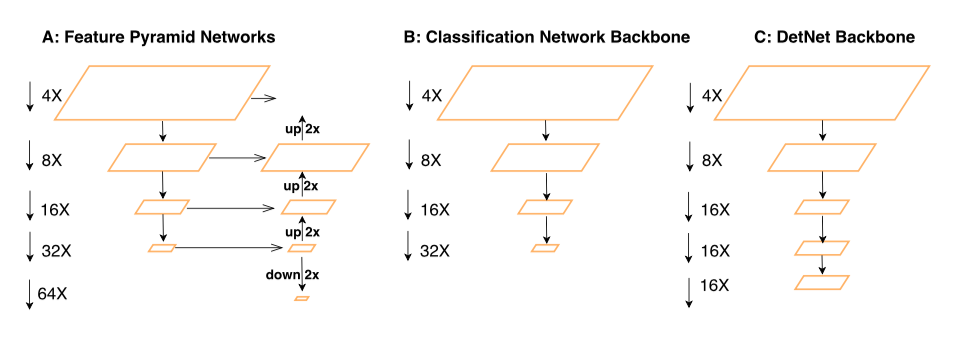 A: Feature Pyramid Networks
4X
8X
16X
32X
64X
up 2x
up 2x
up 2x
down 2x
B: Classification Network Backbone
4X
8X
16X
32X
C: DetNet Backbone
4X
8X
16X
16X
16X